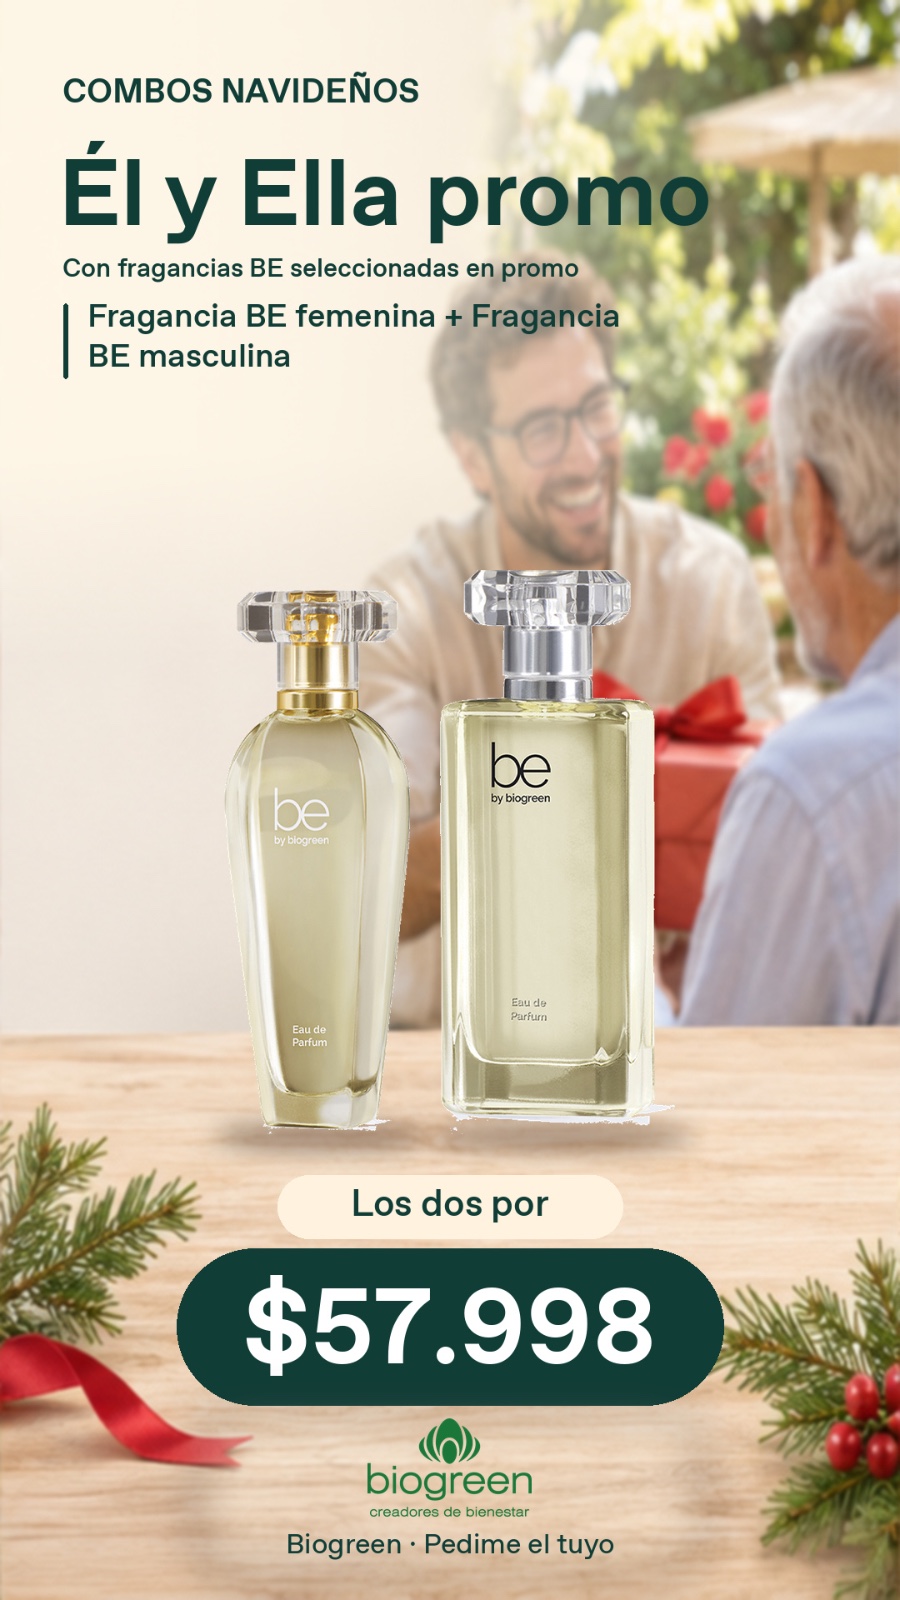 COMBOS NAVIDEÑOS
Él y Ella promo
Con fragancias BE seleccionadas en promo
Fragancia BE femenina + Fragancia
BE masculina
be
by biogreen
Eau de
Parfum
be
by biogreen
Eau de
Parfum
Los dos por
$57.998
biogreen
creadores de bienestar
Biogreen · Pedime el tuyo